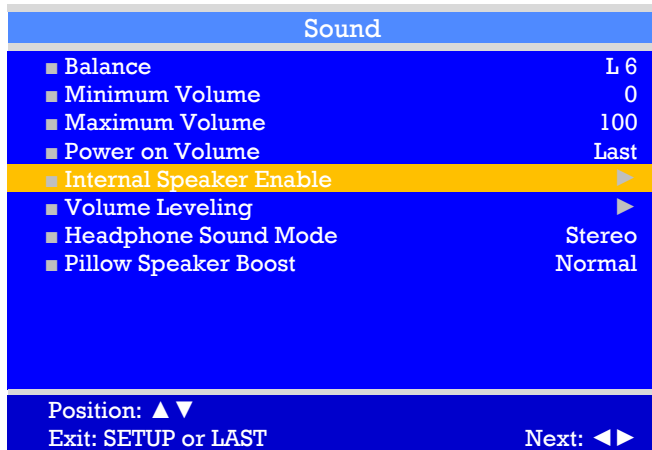 Sound
■ Balance L 6
■ Minimum Volume 0
■ Maximum Volume 100
■ Power on Volume Last
■ Internal Speaker Enable ►
■ Volume Leveling ►
■ Headphone Sound Mode Stereo
■ Pillow Speaker Boost Normal
Position: ▲▼
Exit: SETUP or LAST Next: ◄►